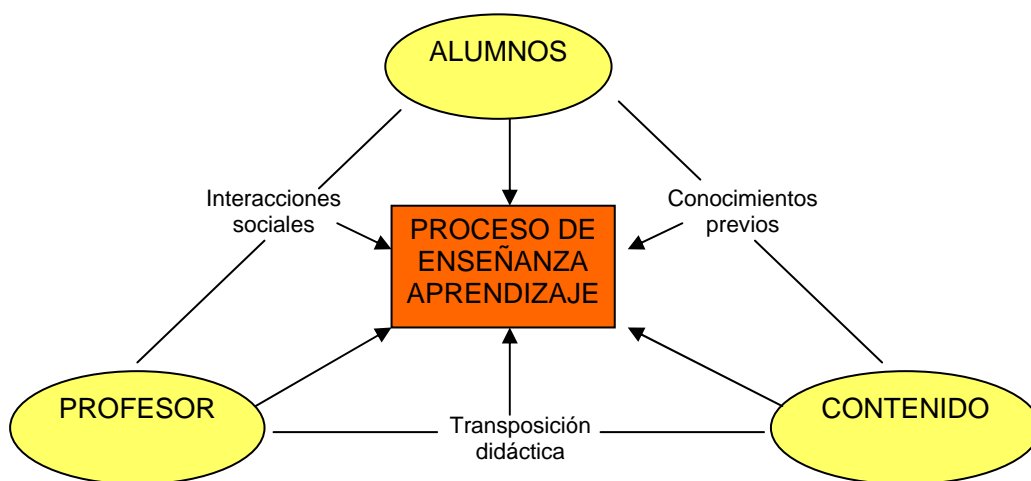 ALUMNOS
Interacciones
sociales
Conocimientos
previos
PROCESO DE
ENSEÑANZA
APRENDIZAJE
PROFESOR
CONTENIDO
Transposición
didáctica